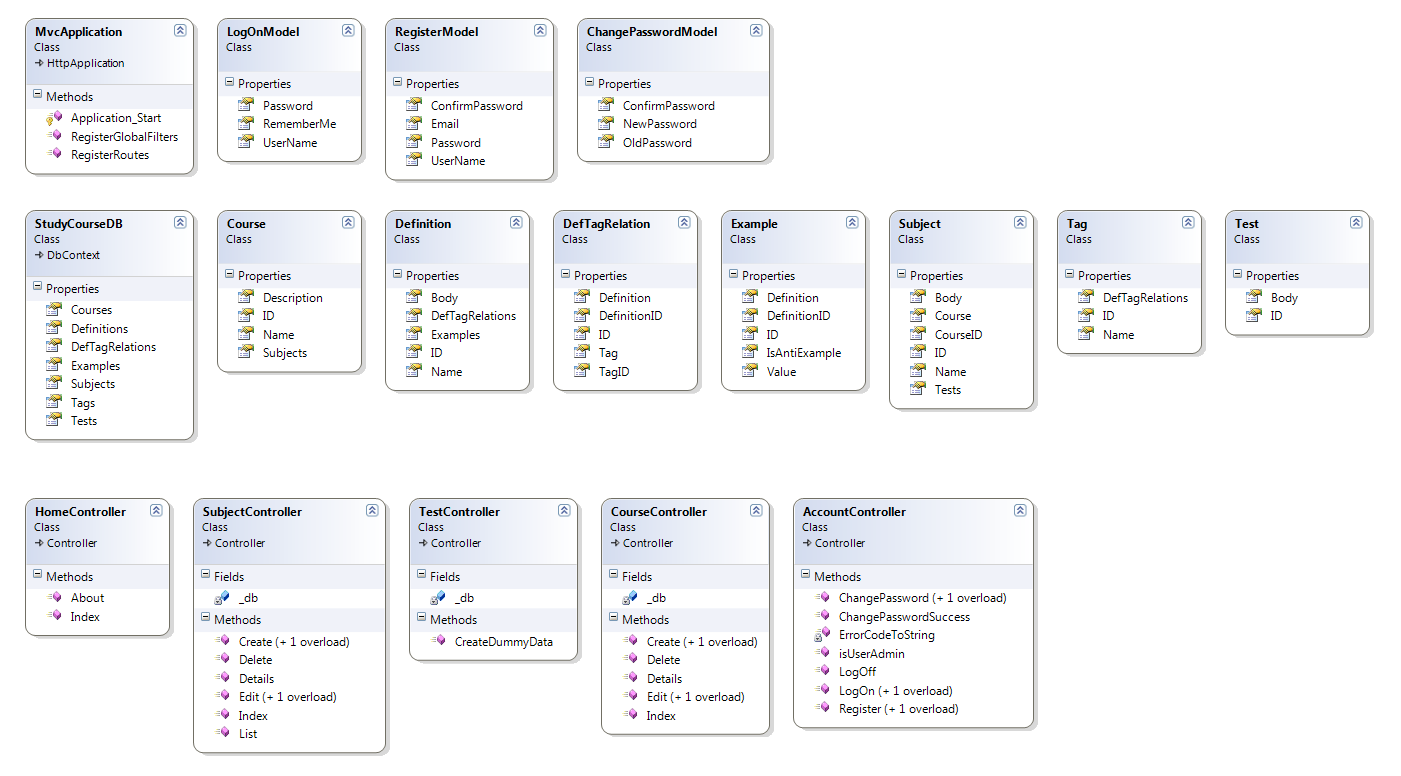 MvcApplication
Class
HttpApplication
Methods
Application_Start
RegisterGlobalFilters
RegisterRoutes
LogOnModel
Class
Properties
Password
RememberMe
UserName
RegisterModel
Class
Properties
ConfirmPassword
Email
Password
UserName
ChangePasswordModel
Class
Properties
ConfirmPassword
NewPassword
OldPassword
StudyCourseDB
Class
DbContext
Properties
Courses
Definitions
DefTagRelations
Examples
Subjects
Tags
Tests
Course
Class
Properties
Description
ID
Name
Subjects
Definition
Class
Properties
Body
DefTagRelations
Examples
ID
Name
DefTagRelation
Class
Properties
Definition
DefinitionID
ID
Tag
TagID
Example
Class
Properties
Definition
DefinitionID
ID
IsAntiExample
Value
Subject
Class
Properties
Body
Course
CourseID
ID
Name
Tests
Tag
Class
Properties
DefTagRelations
ID
Name
Test
Class
Properties
Body
ID
HomeController
Class
Controller
Methods
About
Index
SubjectController
Class
Controller
Fields
_db
Methods
Create (+ 1 overload)
Delete
Details
Edit (+ 1 overload)
Index
List
TestController
Class
Controller
Fields
_db
Methods
CreateDummyData
CourseController
Class
Controller
Fields
_db
Methods
Create (+ 1 overload)
Delete
Details
Edit (+ 1 overload)
Index
AccountController
Class
Controller
Methods
ChangePassword (+ 1 overload)
ChangePasswordSuccess
ErrorCodeToString
isUserAdmin
LogOff
LogOn (+ 1 overload)
Register (+ 1 overload)